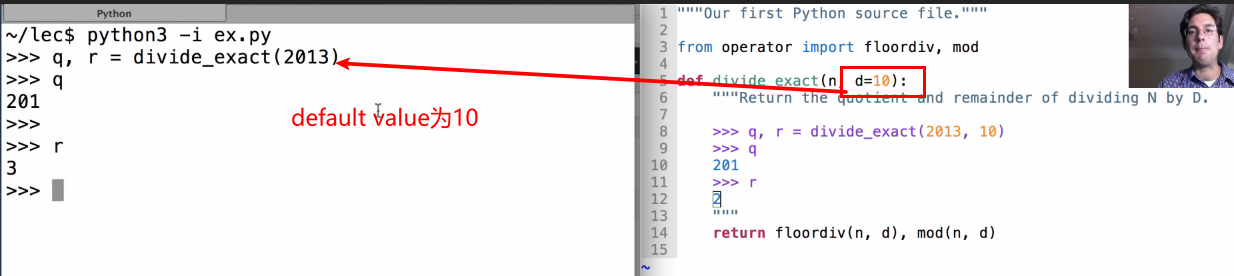 Python
~/lec$ python3 -i ex.py
>>> q, r = divide_exact(2013)
>>> q
201
>>>
>>> r
3
>>>
default value为10
1 """Our first Python source file."""
2
3 from operator import floordiv, mod
4
5 def divide_exact(n, d=10):
6 """Return the quotient and remainder of dividing N by D.
7
8 >>> q, r = divide_exact(2013, 10)
9 >>> q
10 201
11 >>> r
12 2
13 """
14 return floordiv(n, d), mod(n, d)
15
~